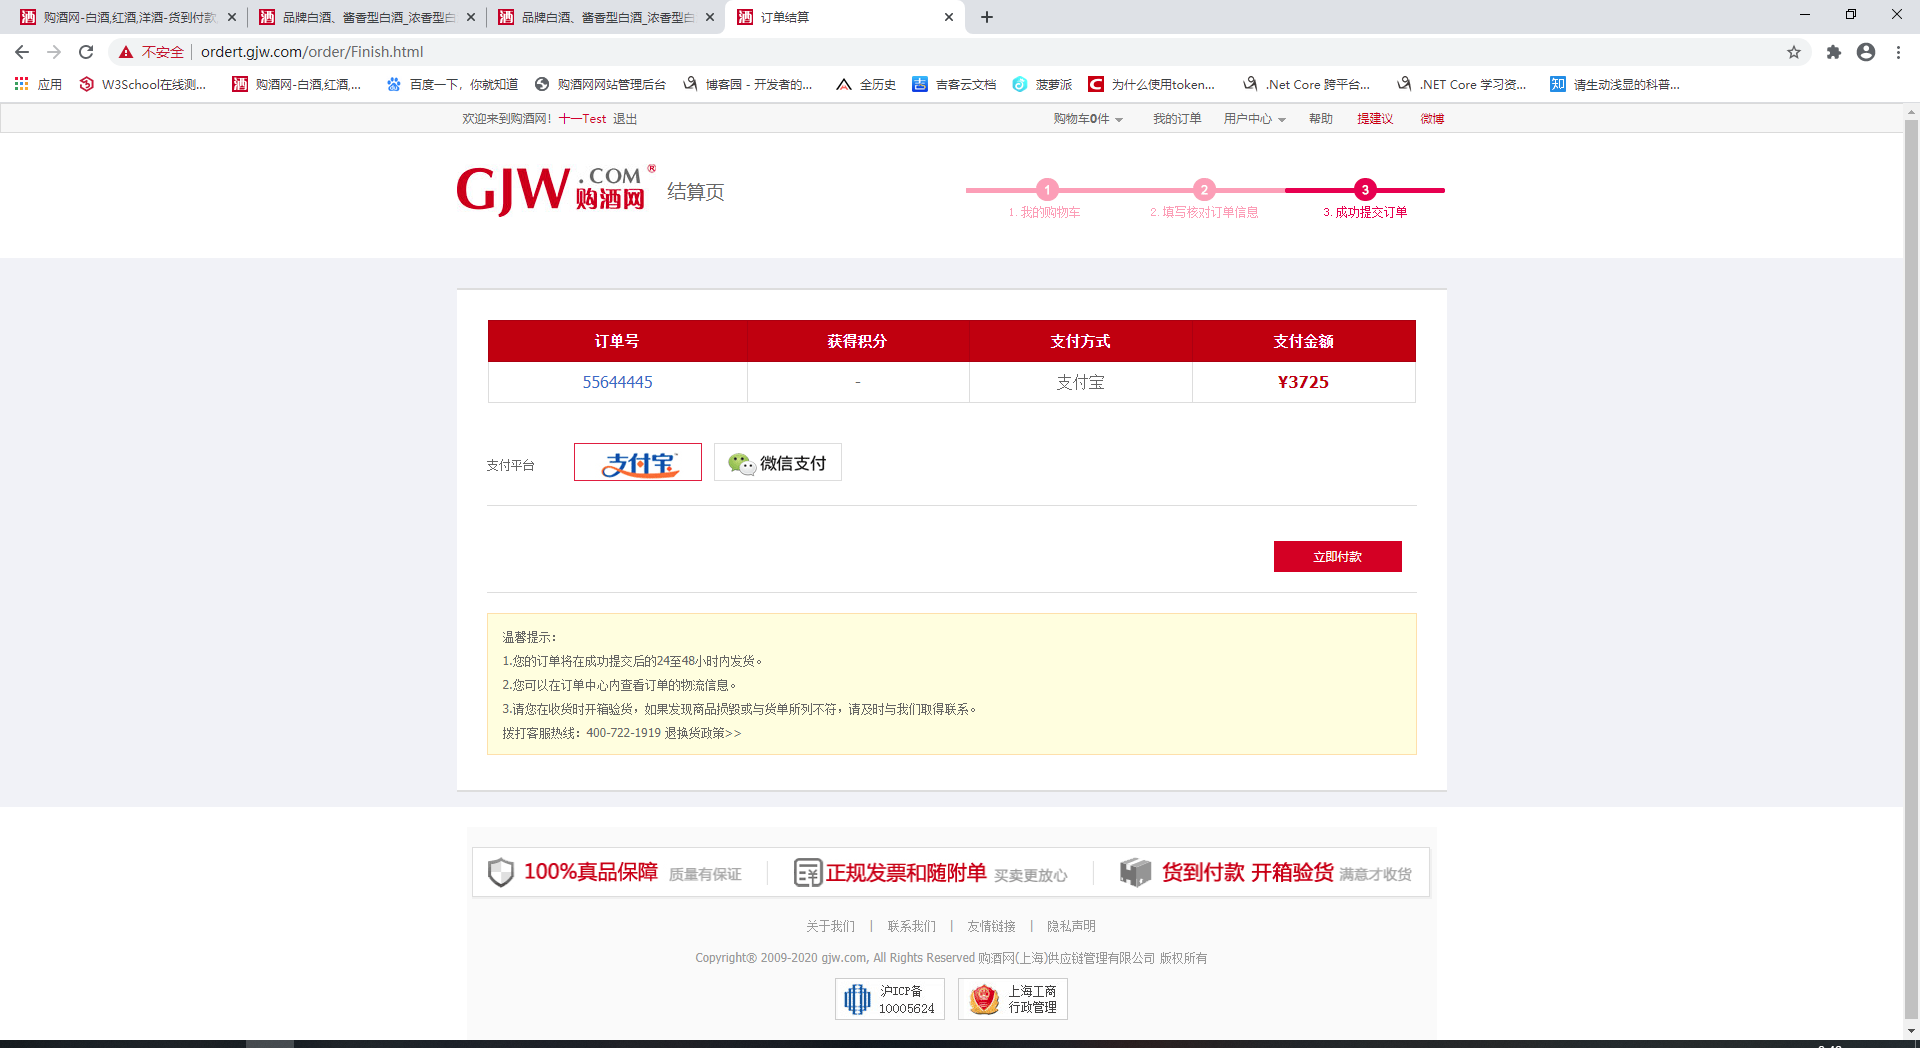 购酒网-白酒,红酒,洋酒-货到付款
品牌白酒、酱香型白酒_浓香型白
品牌白酒、酱香型白酒_浓香型白
订单结算
不安全
ordert.gjw.com/order/Finish.html
应用
W3School在线测...
购酒网-白酒,红酒,...
百度一下，你就知道
购酒网网站管理后台
博客园 - 开发者的...
全历史
吉客云文档
菠萝派
为什么使用token...
.Net Core 跨平台...
.NET Core 学习资...
请生动浅显的科普...
欢迎来到购酒网！十一Test 退出
购物车0件
我的订单
用户中心
帮助
提建议
微博
GJW.COM®购酒网
结算页
1 2 3
1. 我的购物车
2. 填写核对订单信息
3. 成功提交订单
订单号 获得积分 支付方式 支付金额
55644445 - 支付宝 ¥3725
支付平台 支付宝 微信支付
立即付款
温馨提示：
1.您的订单将在成功提交后的24至48小时内发货。
2.您可以在订单中心内查看订单的物流信息。
3.请您在收货时开箱验货，如果发现商品损毁或与货单所列不符，请及时与我们取得联系。
拨打客服热线：400-722-1919 退换货政策>>
100%真品保障 质量有保证
正规发票和随附单 买卖更放心
货到付款 开箱验货 满意才收货
关于我们 | 联系我们 | 友情链接 | 隐私声明
Copyright® 2009-2020 gjw.com, All Rights Reserved 购酒网(上海)供应链管理有限公司 版权所有
沪ICP备
10005624
上海工商
行政管理